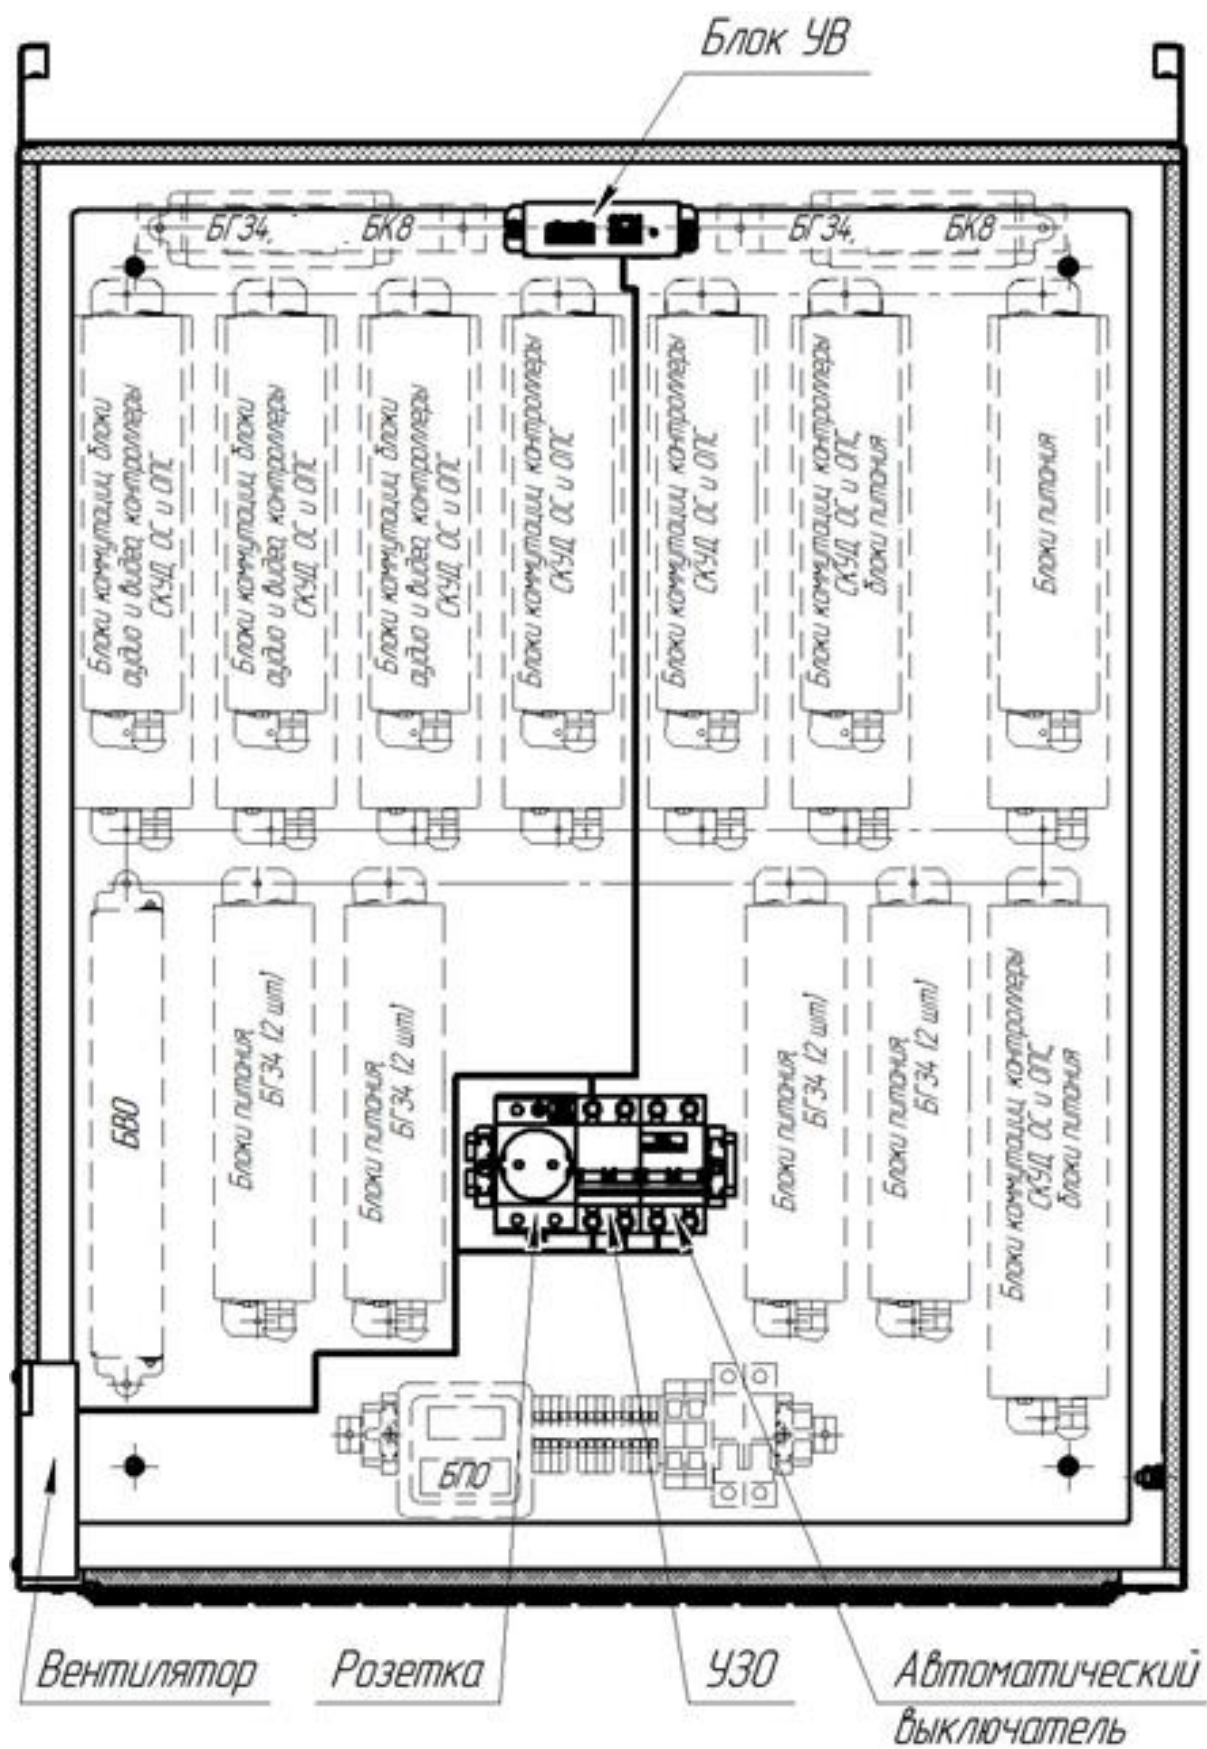 Блок УВ
БГЗ4, БК8
БГЗ4, БК8
Блоки коммутации, блоки
аудио и видео, контроллеры
СКУД, ОС и ОПС
Блоки коммутации, блоки
аудио и видео, контроллеры
СКУД, ОС и ОПС
Блоки коммутации, блоки
аудио и видео, контроллеры
СКУД, ОС и ОПС
Блоки коммутации, контроллеры
СКУД, ОС и ОПС
Блоки коммутации, контроллеры
СКУД, ОС и ОПС
Блоки коммутации, контроллеры
СКУД, ОС и ОПС,
блоки питания
Блоки питания
БВО
Блоки питания,
БГЗ4 (2 шт)
Блоки питания,
БГЗ4 (2 шт)
Блоки питания,
БГЗ4 (2 шт)
Блоки питания,
БГЗ4 (2 шт)
Блоки коммутации, контроллеры
СКУД, ОС и ОПС,
блоки питания
БПО
Вентилятор
Розетка
УЗО
Автоматический
выключатель